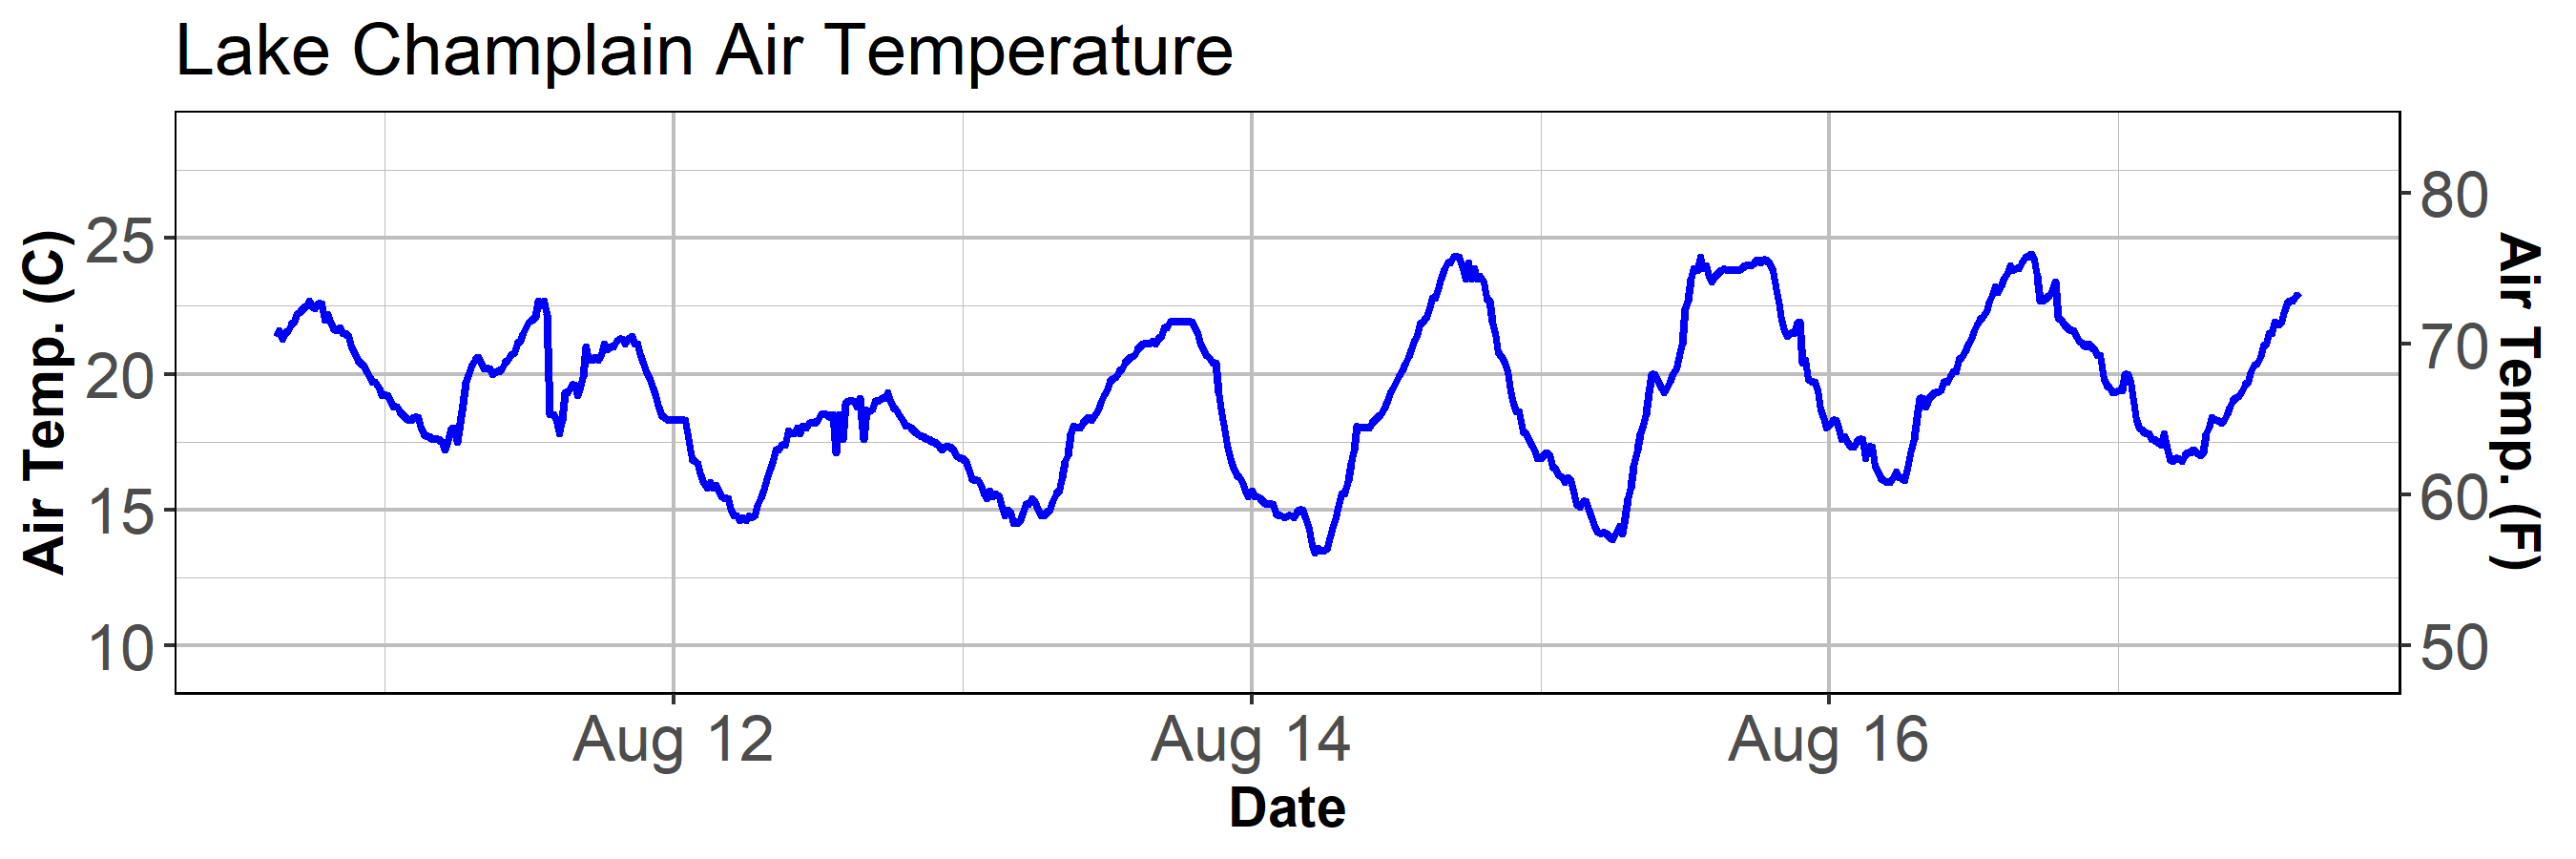 Lake Champlain Air Temperature
Air Temp. (C)
25
20
15
10
80
70
60
50
Air Temp. (F)
Aug 12 Aug 14 Aug 16
Date